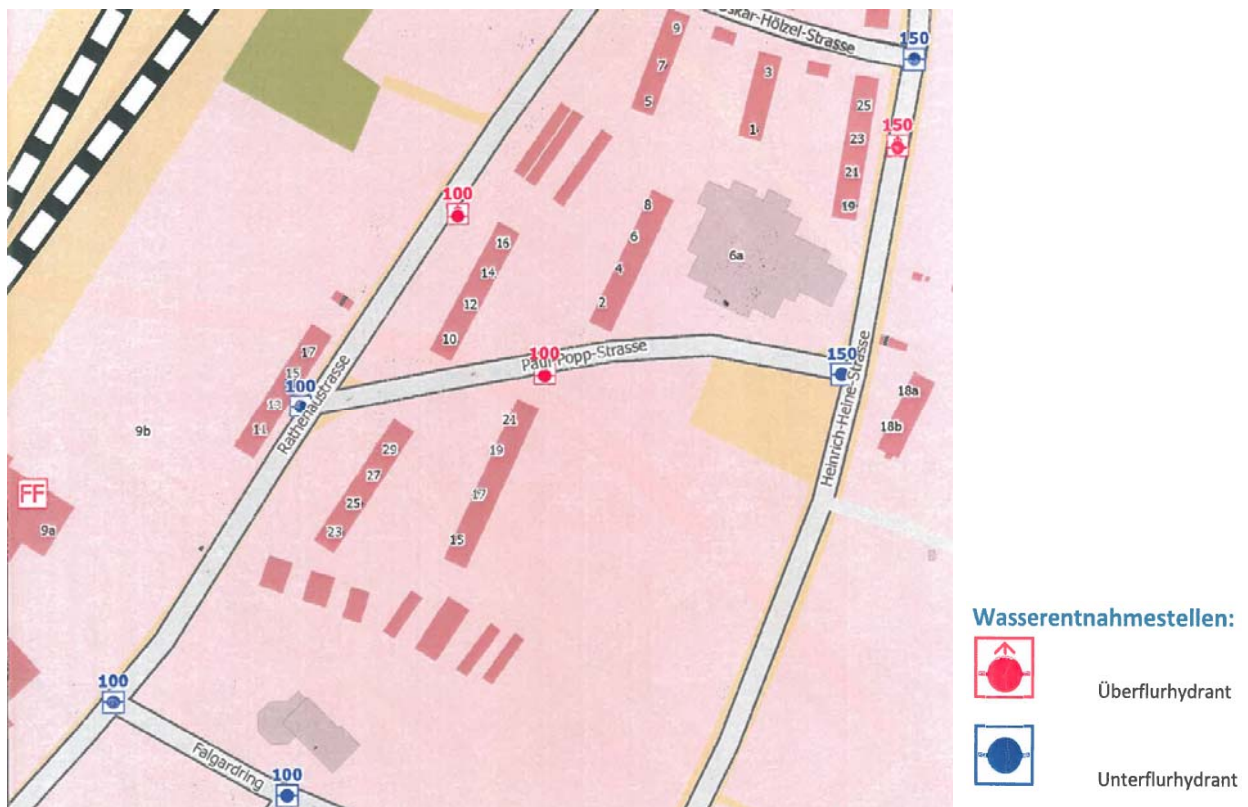 Oskar-Hölzel-Strasse
150
9
7
5
3
1
25
23
21
19
150
100
8
6
4
2
6a
16
14
12
10
100
Paul-Popp-Strasse
150
17
15
13
11
100
Rathenaustrasse
Heinrich-Heine-Strasse
18a
18b
9b
FF
9a
29
27
25
23
21
19
17
15
100
Falgardring
100
Wasserentnahmestellen:
Überflurhydrant
Unterflurhydrant